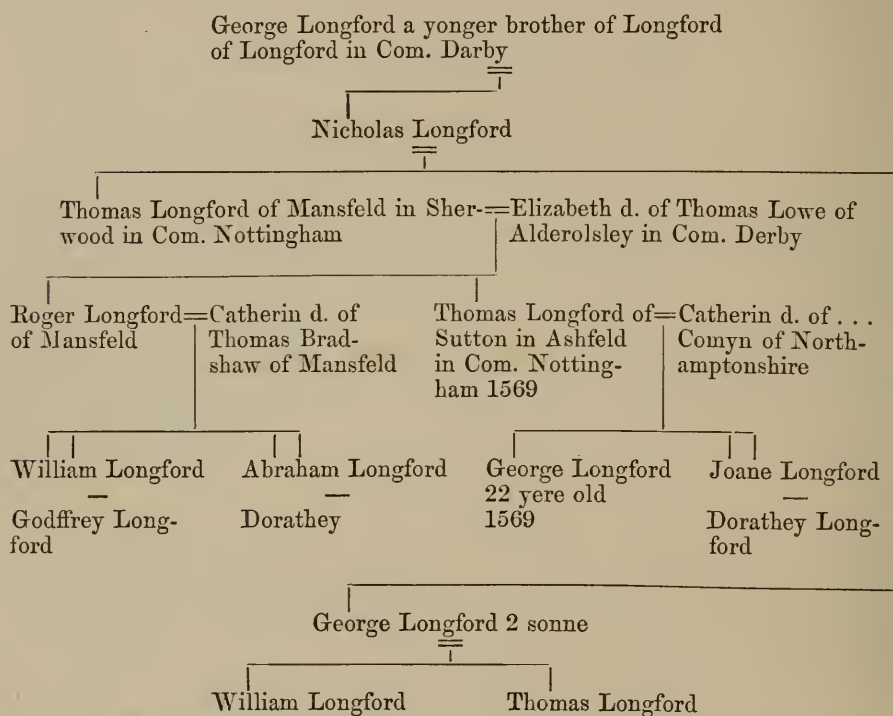 George Longford a yonger brother of Longford
of Longford in Com. Darby
Nicholas Longford
Thomas Longford of Mansfeld in Sher-=Elizabeth d. of Thomas Lowe of
wood in Com. Nottingham Alderolsley in Com. Derby
Roger Longford=Catherin d. of
of Mansfeld Thomas Brad-
shaw of Mansfeld
Thomas Longford of=Catherin d. of . . .
Sutton in Ashfeld Comyn of North-
in Com. Notting- amptonshire
ham 1569
William Longford
—
Godffrey Long-
ford
Abraham Longford
—
Dorathey
George Longford
22 yere old
1569
Joane Longford
—
Dorathey Long-
ford
George Longford 2 sonne
William Longford Thomas Longford